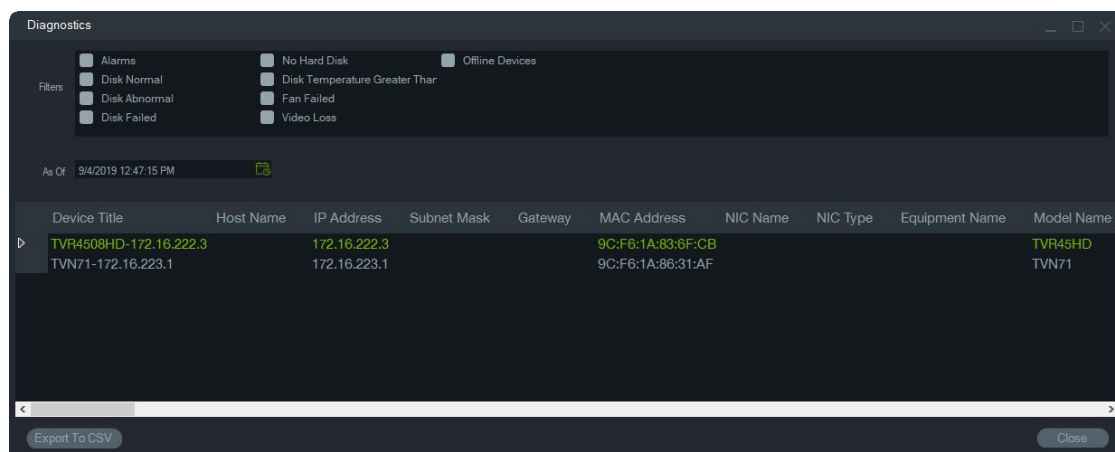 Diagnostics
Filters
Alarms
Disk Normal
Disk Abnormal
Disk Failed
No Hard Disk
Disk Temperature Greater Thar
Fan Failed
Video Loss
Offline Devices
As Of 9/4/2019 12:47:15 PM
Device Title Host Name IP Address Subnet Mask Gateway MAC Address NIC Name NIC Type Equipment Name Model Name
TVR4508HD-172.16.222.3 172.16.222.3 9C:F6:1A:83:6F:CB TVR45HD
TVN71-172.16.223.1 172.16.223.1 9C:F6:1A:86:31:AF TVN71
Export To CSV Close